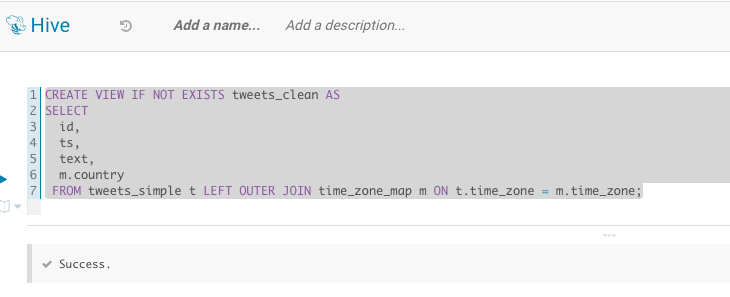 Hive
Add a name... Add a description...
1 CREATE VIEW IF NOT EXISTS tweets_clean AS
2 SELECT
3 id,
4 ts,
5 text,
6 m.country
7 FROM tweets_simple t LEFT OUTER JOIN time_zone_map m ON t.time_zone = m.time_zone;
Success.